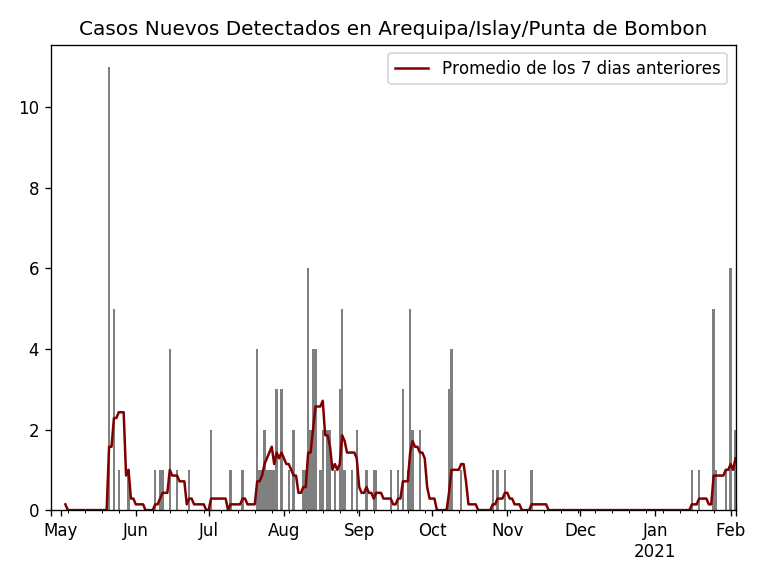 Casos Nuevos Detectados en Arequipa/Islay/Punta de Bombon
Promedio de los 7 dias anteriores
10
8
6
4
2
0
May Jun Jul Aug Sep Oct Nov Dec Jan Feb
2021